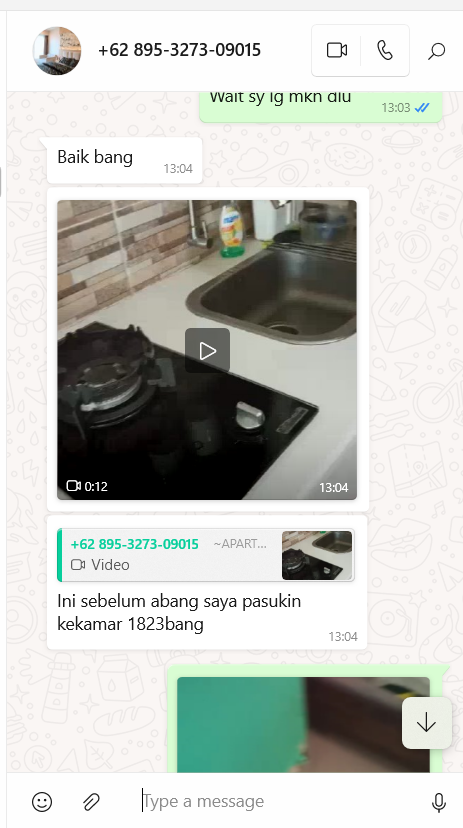 +62 895-3273-09015
Wait sy lg mkn dlu
13:03
Baik bang
13:04
0:12
13:04
+62 895-3273-09015 ~APART...
Video
Ini sebelum abang saya pasukin
kekamar 1823bang
13:04
Type a message